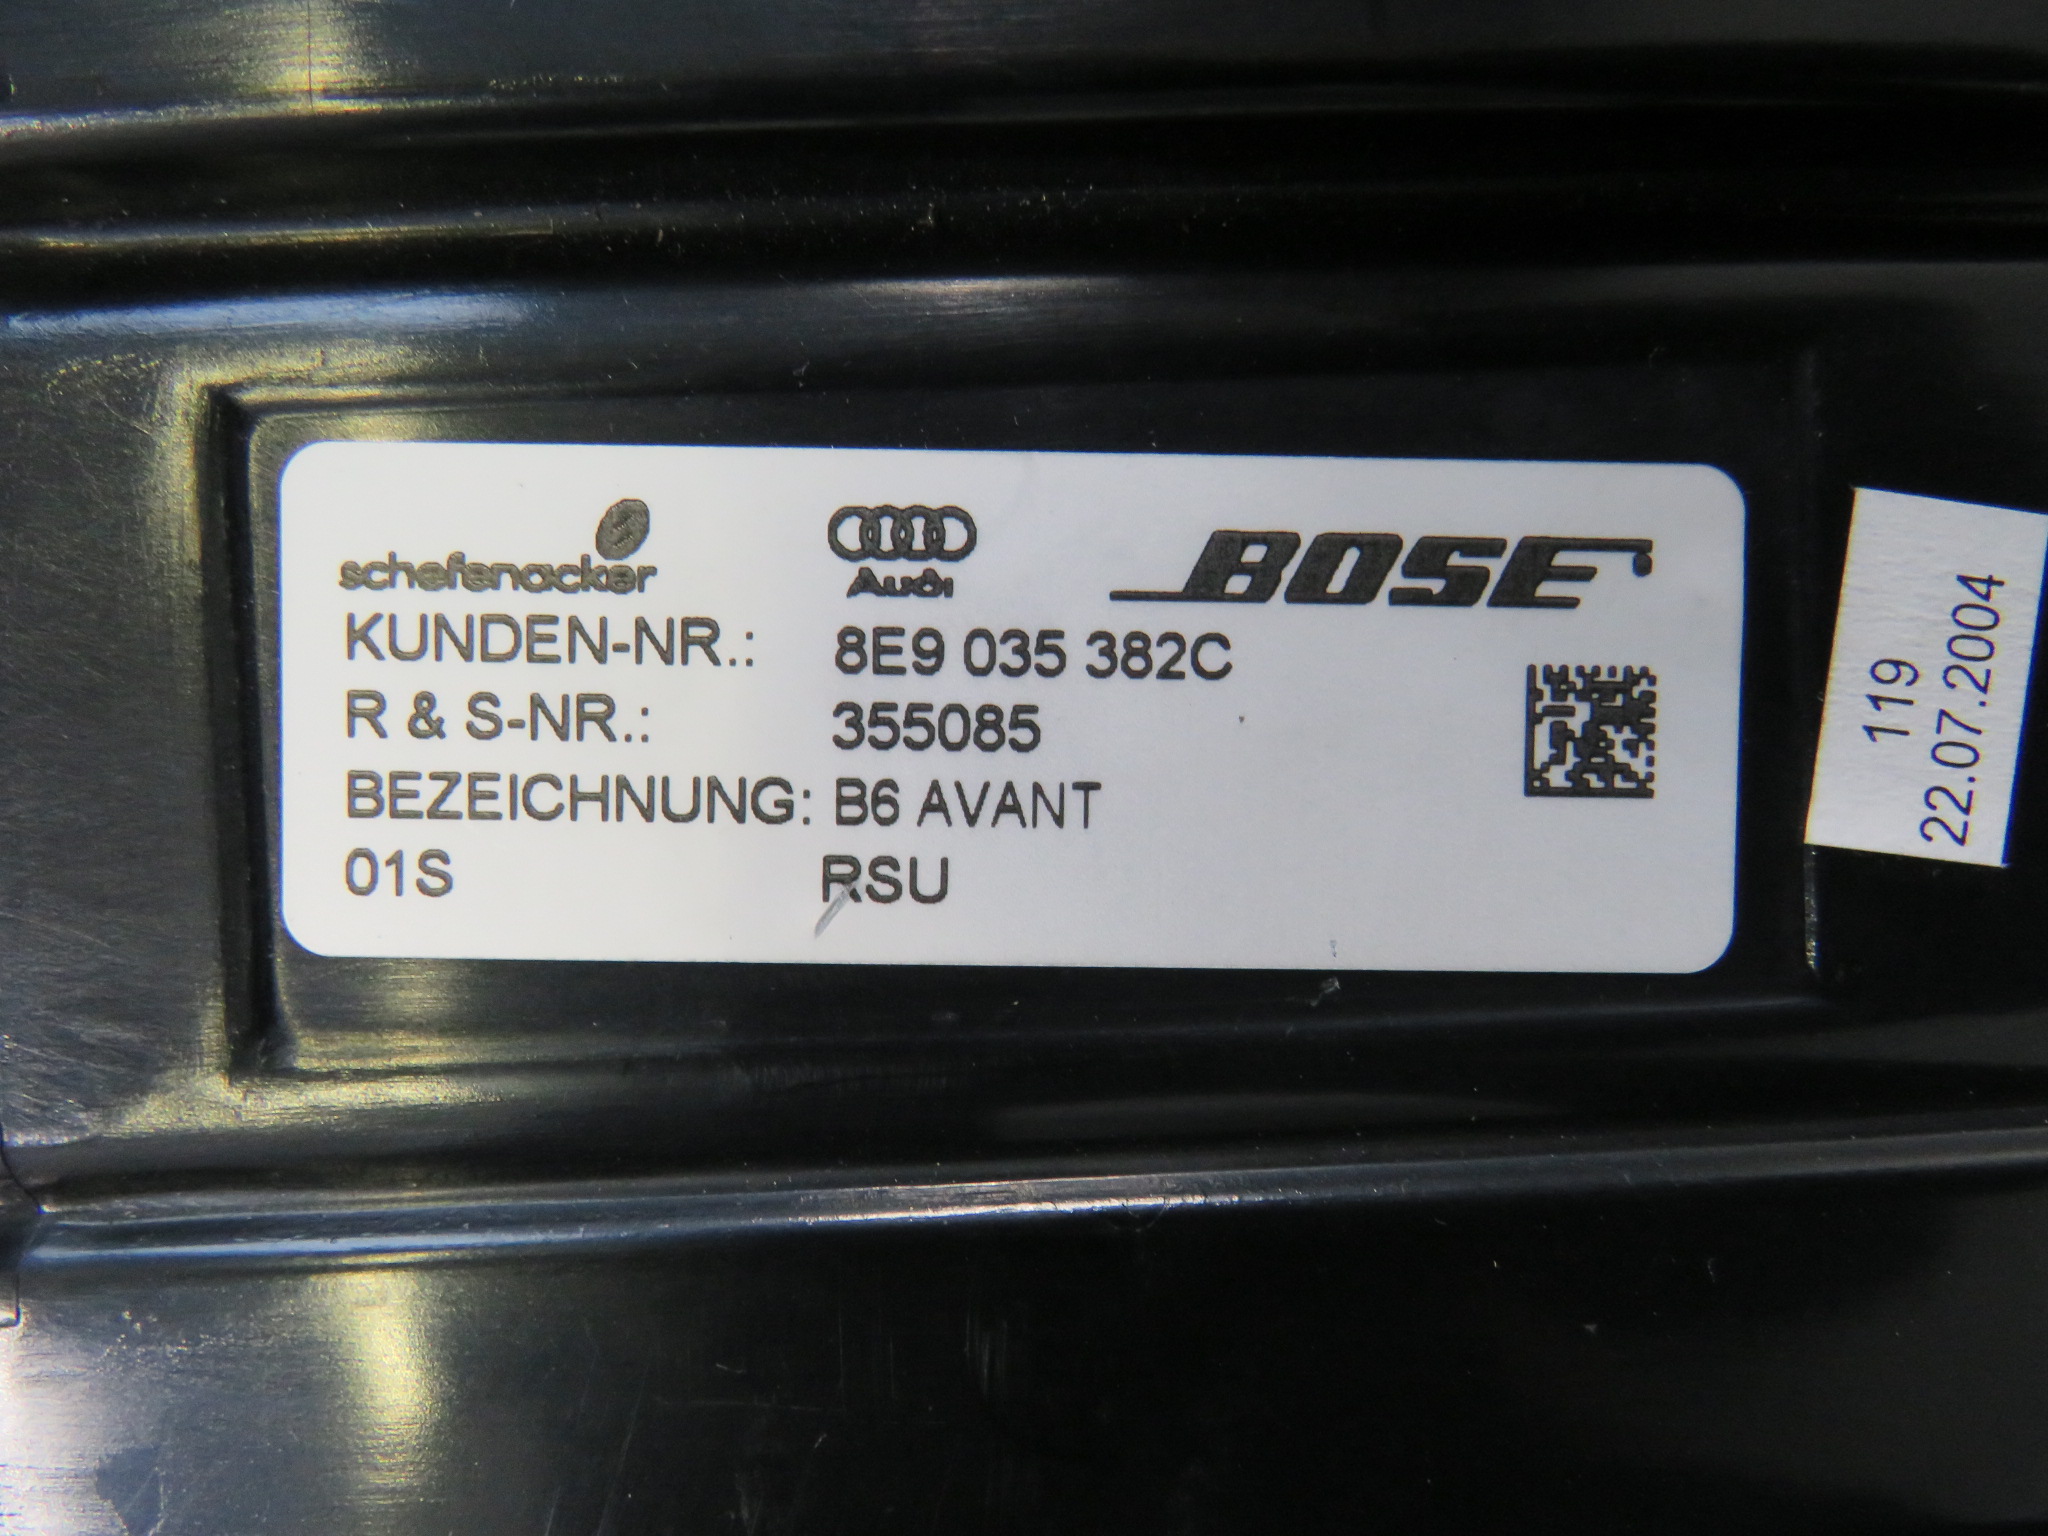 schefenacker
Audi
BOSE
KUNDEN-NR.: 8E9 035 382C
R & S-NR.: 355085
BEZEICHNUNG: B6 AVANT
01S RSU
119
22.07.2004